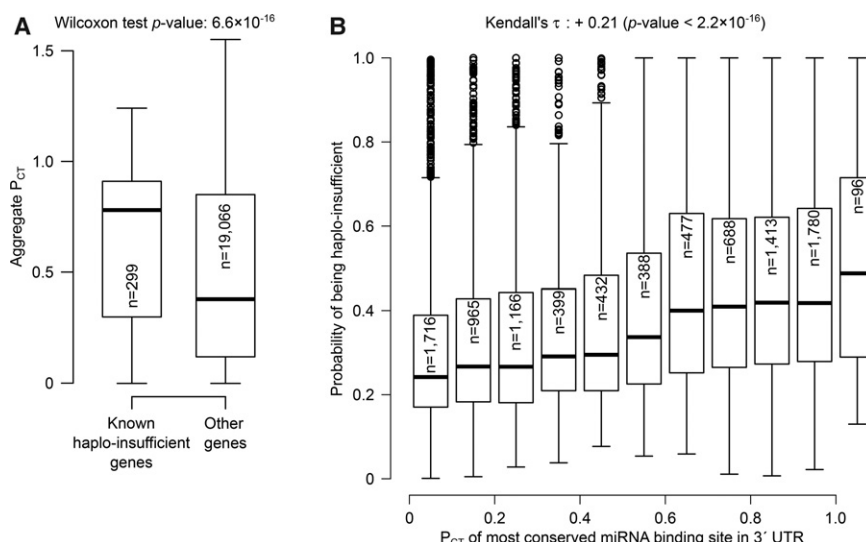 A
Wilcoxon test p-value: 6.6×10⁻¹⁶
Aggregate P_CT
1.5
1.0
0.5
0
n=299
n=19,066
Known
haplo-insufficient
genes
Other
genes
B
Kendall's τ : + 0.21 (p-value < 2.2×10⁻¹⁶)
Probability of being haplo-insufficient
1.0
0.8
0.6
0.4
0.2
0
n=1,716
n=965
n=1,166
n=399
n=432
n=388
n=477
n=688
n=1,413
n=1,780
n=96
0
0.2
0.4
0.6
0.8
1.0
P_CT of most conserved miRNA binding site in 3´ UTR